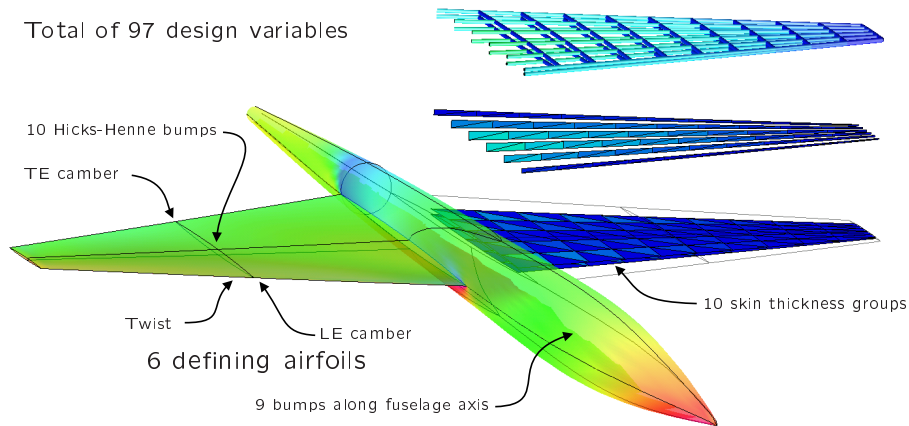 Total of 97 design variables
10 Hicks-Henne bumps
TE camber
10 skin thickness groups
Twist
LE camber
6 defining airfoils
9 bumps along fuselage axis